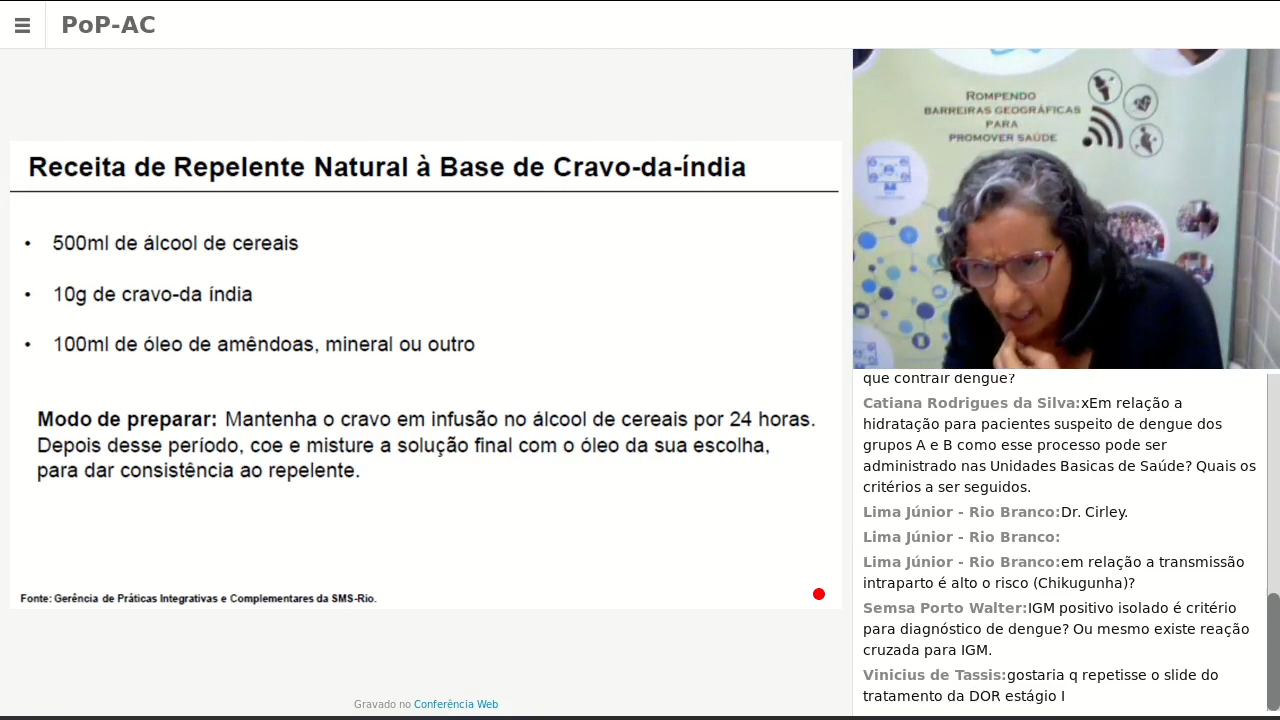 PoP-AC
Receita de Repelente Natural à Base de Cravo-da-índia
• 500ml de álcool de cereais
• 10g de cravo-da índia
• 100ml de óleo de amêndoas, mineral ou outro
Modo de preparar: Mantenha o cravo em infusão no álcool de cereais por 24 horas.
Depois desse período, coe e misture a solução final com o óleo da sua escolha,
para dar consistência ao repelente.
Fonte: Gerência de Práticas Integrativas e Complementares da SMS-Rio.
Gravado no Conferência Web
ROMPENDO
BARREIRAS GEOGRÁFICAS
PARA
PROMOVER SAÚDE
que contrair dengue?
Catiana Rodrigues da Silva:xEm relação a
hidratação para pacientes suspeito de dengue dos
grupos A e B como esse processo pode ser
administrado nas Unidades Basicas de Saúde? Quais os
critérios a ser seguidos.
Lima Júnior - Rio Branco:Dr. Cirley.
Lima Júnior - Rio Branco:
Lima Júnior - Rio Branco:em relação a transmissão
intraparto é alto o risco (Chikugunha)?
Semsa Porto Walter:IGM positivo isolado é critério
para diagnóstico de dengue? Ou mesmo existe reação
cruzada para IGM.
Vinicius de Tassis:gostaria q repetisse o slide do
tratamento da DOR estágio I